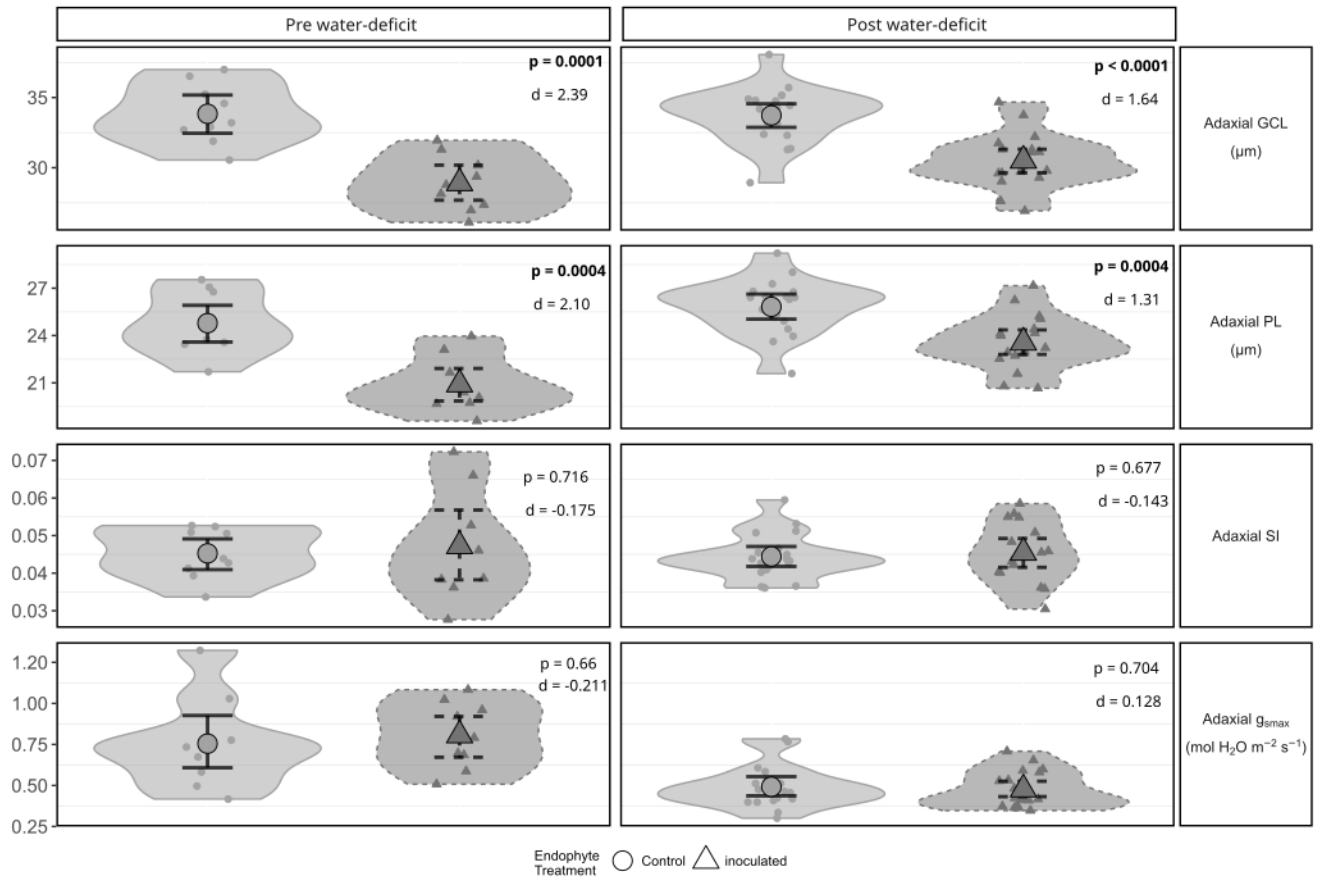 Pre water-deficit
Post water-deficit
35
30
p = 0.0001
d = 2.39
p < 0.0001
d = 1.64
Adaxial GCL
(µm)
27
24
21
p = 0.0004
d = 2.10
p = 0.0004
d = 1.31
Adaxial PL
(µm)
0.07
0.06
0.05
0.04
0.03
p = 0.716
d = -0.175
p = 0.677
d = -0.143
Adaxial SI
1.20
1.00
0.75
0.50
0.25
p = 0.66
d = -0.211
p = 0.704
d = 0.128
Adaxial gsmax
(mol H₂O m⁻² s⁻¹)
Endophyte
Treatment
Control
inoculated